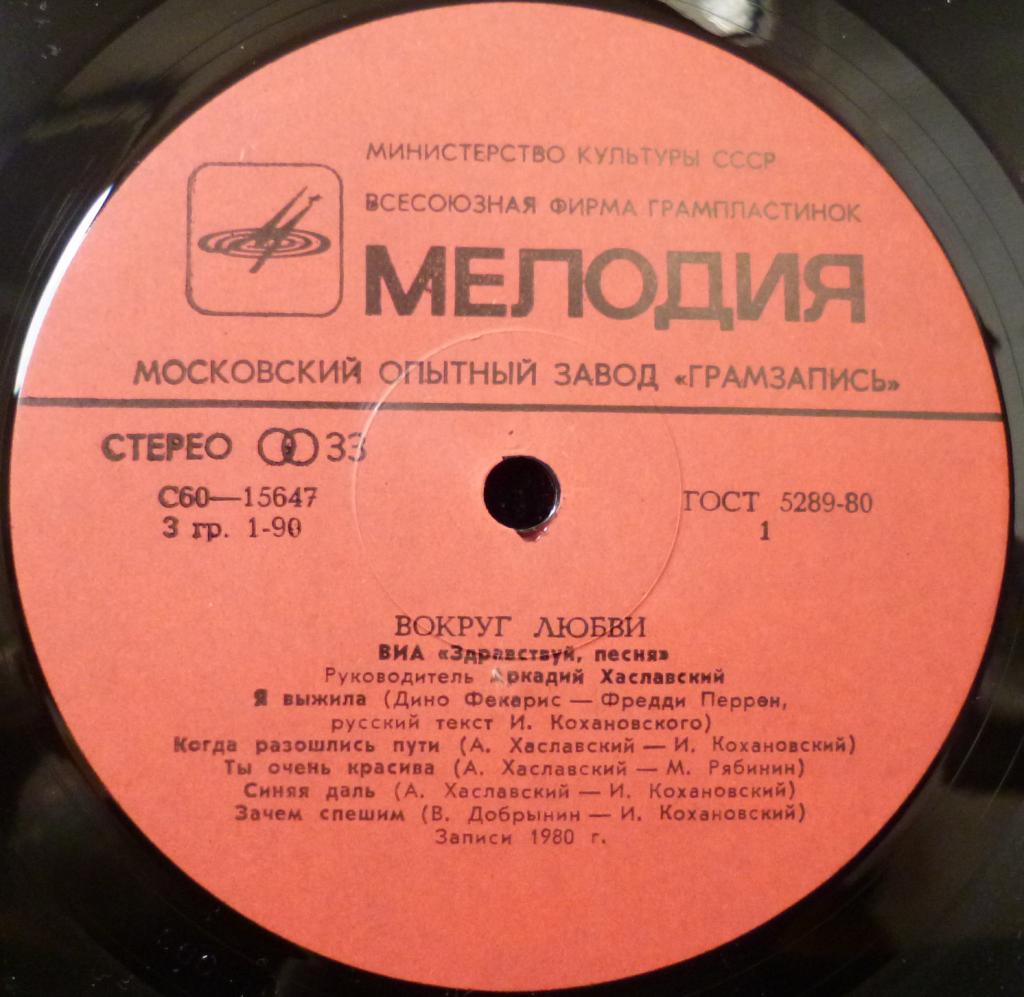 МИНИСТЕРСТВО КУЛЬТУРЫ СССР
ВСЕСОЮЗНАЯ ФИРМА ГРАМПЛАСТИНОК
МЕЛОДИЯ
МОСКОВСКИЙ ОПЫТНЫЙ ЗАВОД «ГРАМЗАПИСЬ»
СТЕРЕО 33
С60—15647
3 гр. 1-90
ГОСТ 5289-80
1
ВОКРУГ ЛЮБВИ
ВИА «Здравствуй, песня»
Руководитель Аркадий Хаславский
Я выжила (Дино Фекарис — Фредди Перрен,
русский текст И. Кохановского)
Когда разошлись пути (А. Хаславский — И. Кохановский)
Ты очень красива (А. Хаславский — М. Рябинин)
Синяя даль (А. Хаславский — И. Кохановский)
Зачем спешим (В. Добрынин — И. Кохановский)
Записи 1980 г.